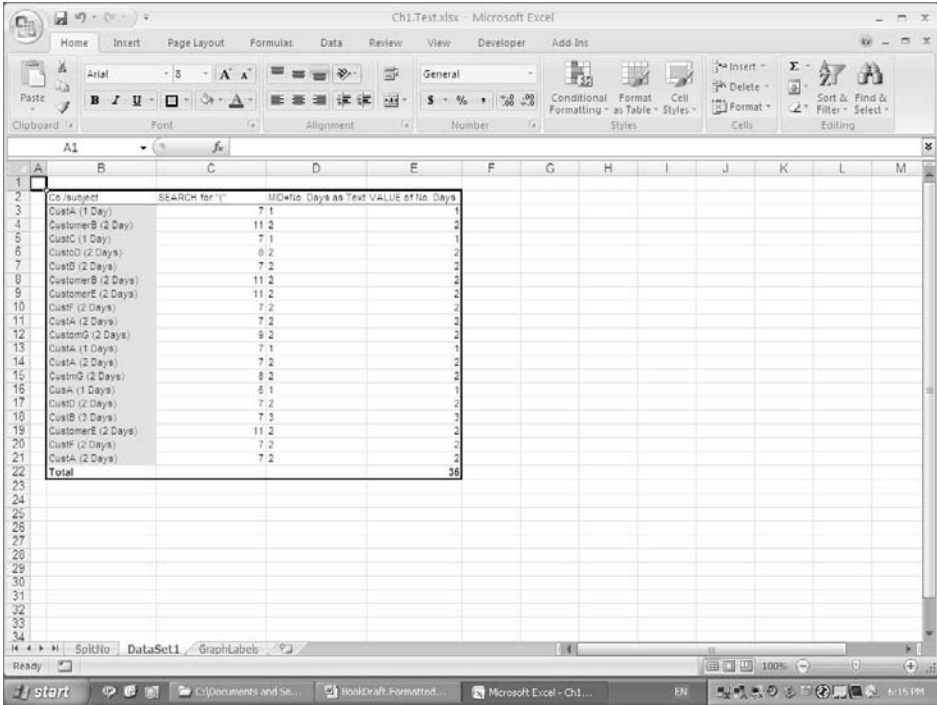 Ch1.Text.xlsx - Microsoft Excel
Home Insert Page Layout Formulas Data Review View Developer Add-Ins
Paste
Arial 8 A A
B I U
General
$ % ,
Conditional Formatting
Format as Table
Cell Styles
Insert
Delete
Format
Sort & Filter
Find & Select
Clipboard Font Alignment Number Styles Cells Editing
A1 fx
A B C D E F G H I J K L M
1
2 Co./subject SEARCH for "(" MID=No. Days as Text VALUE of No. Days
3 CustA (1 Day) 7 1 1
4 CustomerB (2 Day) 11 2 2
5 CustC (1 Day) 7 1 1
6 CustoD (2 Days) 8 2 2
7 CustB (2 Days) 7 2 2
8 CustomerB (2 Days) 11 2 2
9 CustomerE (2 Days) 11 2 2
10 CustF (2 Days) 7 2 2
11 CustA (2 Days) 7 2 2
12 CustomG (2 Days) 9 2 2
13 CustA (1 Days) 7 1 1
14 CustA (2 Days) 7 2 2
15 CustmG (2 Days) 8 2 2
16 CusA (1 Days) 6 1 1
17 CustD (2 Days) 7 2 2
18 CustB (3 Days) 7 3 3
19 CustomerE (2 Days) 11 2 2
20 CustF (2 Days) 7 2 2
21 CustA (2 Days) 7 2 2
22 Total 36
23
24
25
26
27
28
29
30
31
32
33
34
SplitNo DataSet1 GraphLabels
Ready 100%
start C:\Documents and Se... BookDraft.Formatted... Microsoft Excel - Ch1... EN 6:15 PM